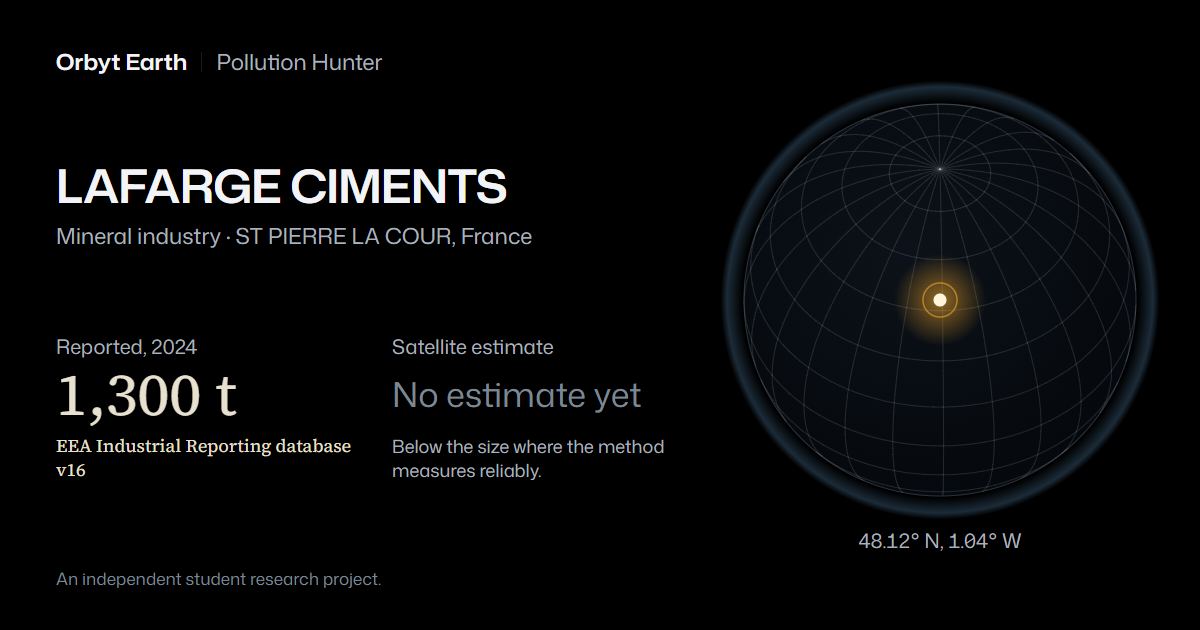 Orbyt Earth | Pollution Hunter
LAFARGE CIMENTS
Mineral industry · ST PIERRE LA COUR, France
Reported, 2024
1,300 t
EEA Industrial Reporting database
v16
Satellite estimate
No estimate yet
Below the size where the method
measures reliably.
48.12° N, 1.04° W
An independent student research project.